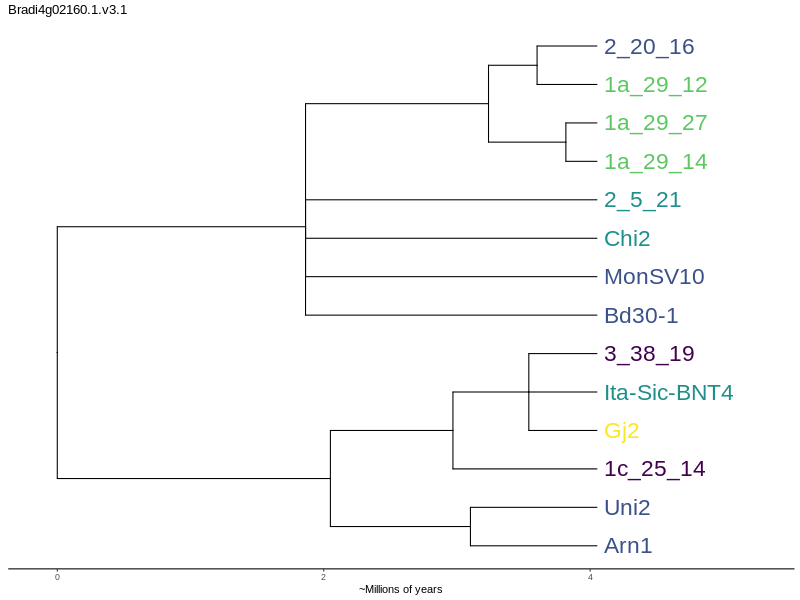 Bradi4g02160.1.v3.1
2_20_16
1a_29_12
1a_29_27
1a_29_14
2_5_21
Chi2
MonSV10
Bd30-1
3_38_19
Ita-Sic-BNT4
Gj2
1c_25_14
Uni2
Arn1
0 2 4
~Millions of years